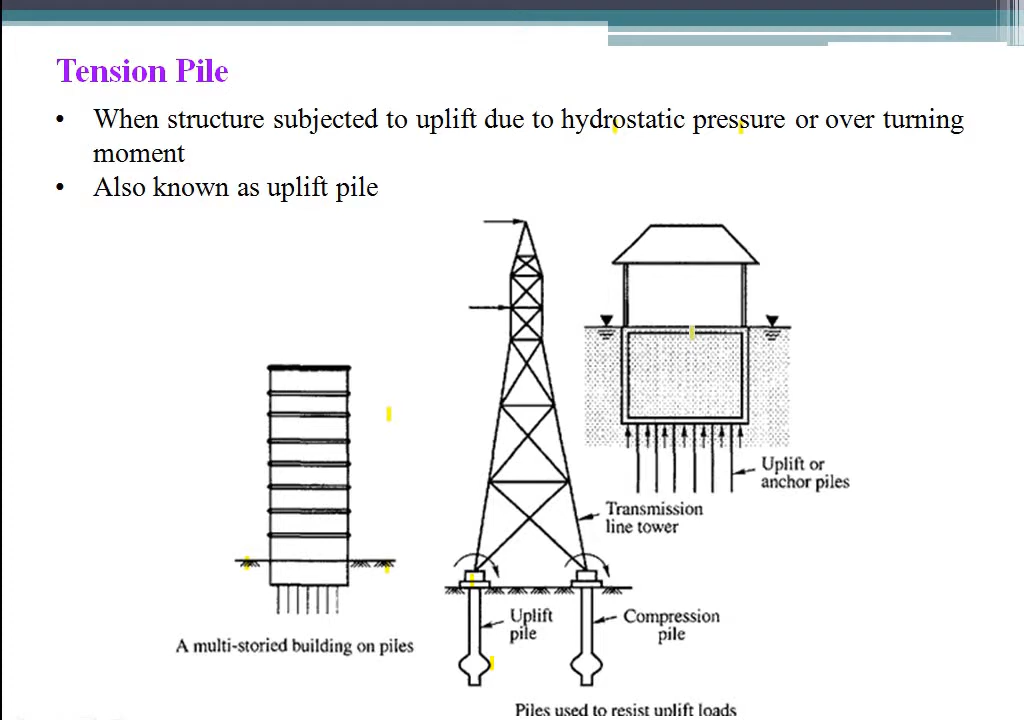 Tension Pile
• When structure subjected to uplift due to hydrostatic pressure or over turning
moment
• Also known as uplift pile
Uplift or
anchor piles
Transmission
line tower
Uplift
pile
Compression
pile
A multi-storied building on piles
Piles used to resist uplift loads